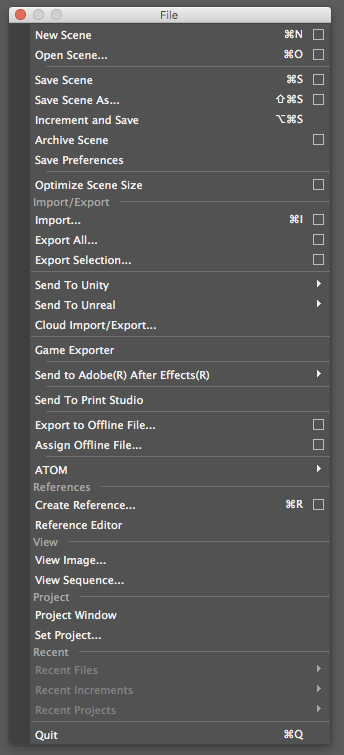 File
New Scene ⌘N
Open Scene... ⌘O
Save Scene ⌘S
Save Scene As... ⇧⌘S
Increment and Save ⌥⌘S
Archive Scene
Save Preferences
Optimize Scene Size
Import/Export
Import... ⌘I
Export All...
Export Selection...
Send To Unity
Send To Unreal
Cloud Import/Export...
Game Exporter
Send to Adobe(R) After Effects(R)
Send To Print Studio
Export to Offline File...
Assign Offline File...
ATOM
References
Create Reference... ⌘R
Reference Editor
View
View Image...
View Sequence...
Project
Project Window
Set Project...
Recent
Recent Files
Recent Increments
Recent Projects
Quit ⌘Q